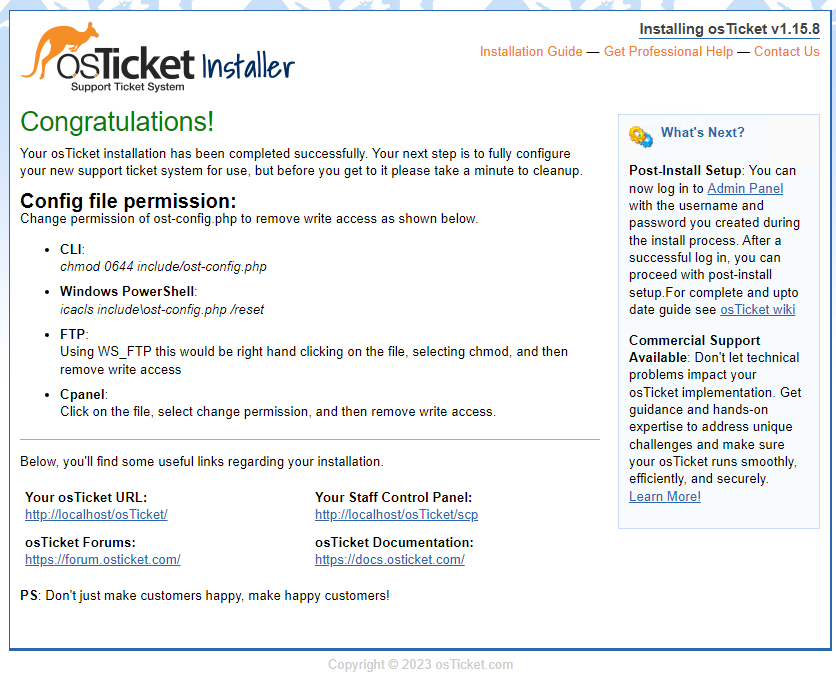 osTicket Installer
Support Ticket System
Installing osTicket v1.15.8
Installation Guide — Get Professional Help — Contact Us
Congratulations!
Your osTicket installation has been completed successfully. Your next step is to fully configure
your new support ticket system for use, but before you get to it please take a minute to cleanup.
Config file permission:
Change permission of ost-config.php to remove write access as shown below.
• CLI:
chmod 0644 include/ost-config.php
• Windows PowerShell:
icacls include\ost-config.php /reset
• FTP:
Using WS_FTP this would be right hand clicking on the file, selecting chmod, and then
remove write access
• Cpanel:
Click on the file, select change permission, and then remove write access.
Below, you'll find some useful links regarding your installation.
Your osTicket URL:
http://localhost/osTicket/
Your Staff Control Panel:
http://localhost/osTicket/scp
osTicket Forums:
https://forum.osticket.com/
osTicket Documentation:
https://docs.osticket.com/
PS: Don't just make customers happy, make happy customers!
What's Next?
Post-Install Setup: You can
now log in to Admin Panel
with the username and
password you created during
the install process. After a
successful log in, you can
proceed with post-install
setup.For complete and upto
date guide see osTicket wiki
Commercial Support
Available: Don't let technical
problems impact your
osTicket implementation. Get
guidance and hands-on
expertise to address unique
challenges and make sure
your osTicket runs smoothly,
efficiently, and securely.
Learn More!
Copyright © 2023 osTicket.com